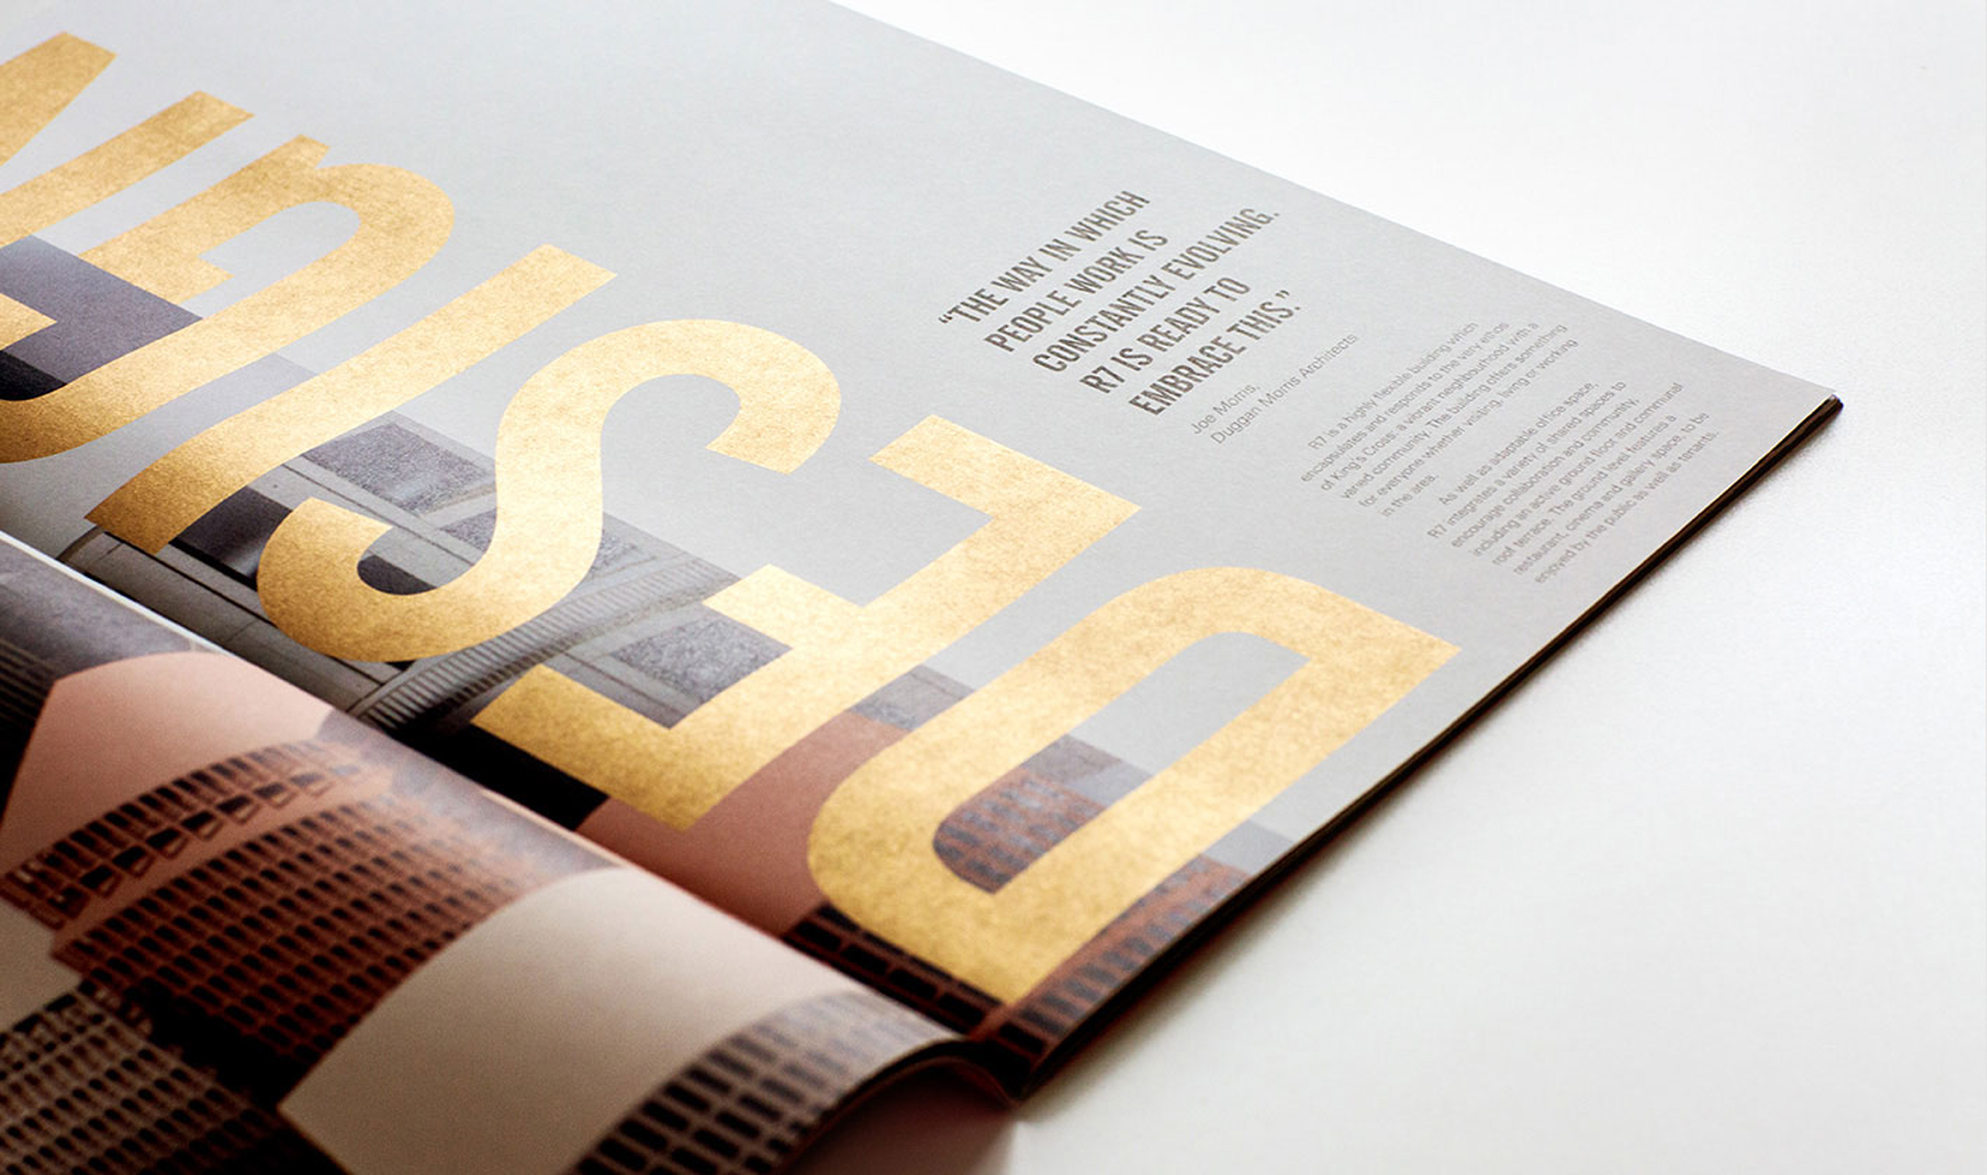 DESIGN
“THE WAY IN WHICH
PEOPLE WORK IS
CONSTANTLY EVOLVING.
R7 IS READY TO
EMBRACE THIS.”
Joe Morris,
Duggan Morris Architects
R7 is a highly flexible building which
encapsulates and responds to the very ethos
of King's Cross: a vibrant neighbourhood with a
varied community. The building offers something
for everyone whether visiting, living or working
in the area.
As well as adaptable office space,
R7 integrates a variety of shared spaces to
encourage collaboration and community,
including an active ground floor and communal
roof terrace. The ground level features a
restaurant, cinema and gallery space, to be
enjoyed by the public as well as tenants.